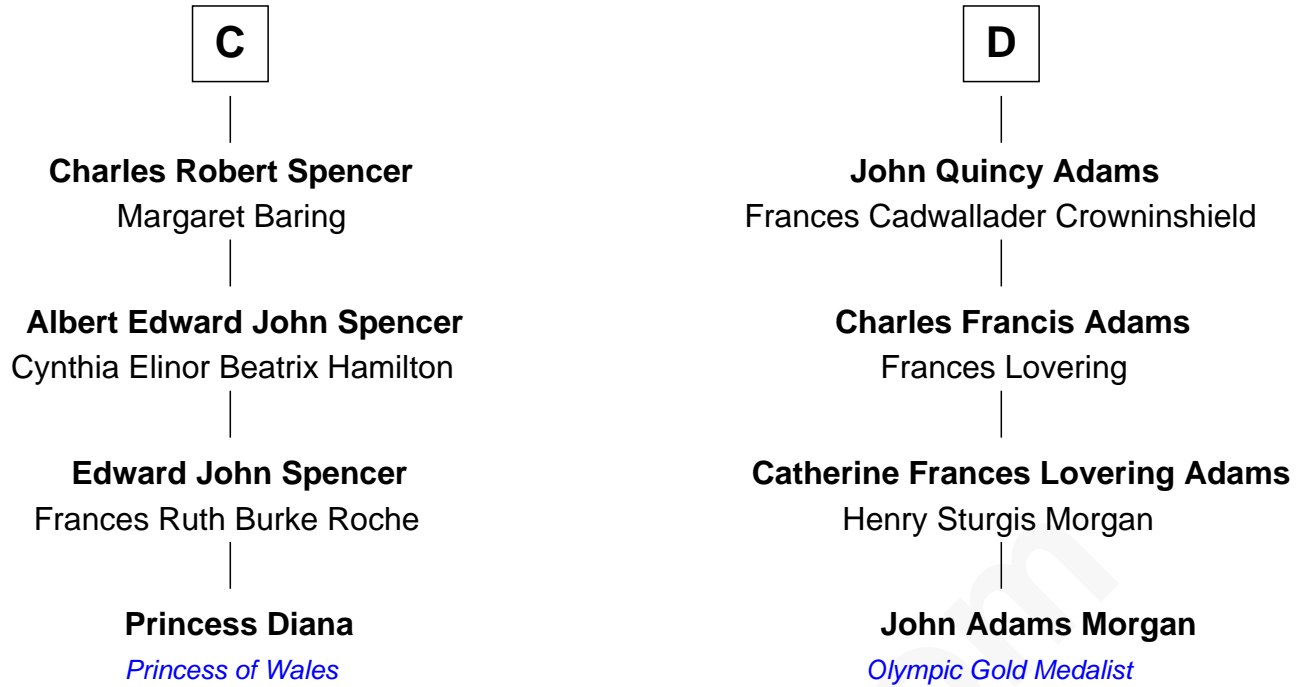 C
Charles Robert Spencer
Margaret Baring
Albert Edward John Spencer
Cynthia Elinor Beatrix Hamilton
Edward John Spencer
Frances Ruth Burke Roche
Princess Diana
Princess of Wales
D
John Quincy Adams
Frances Cadwallader Crowninshield
Charles Francis Adams
Frances Lovering
Catherine Frances Lovering Adams
Henry Sturgis Morgan
John Adams Morgan
Olympic Gold Medalist